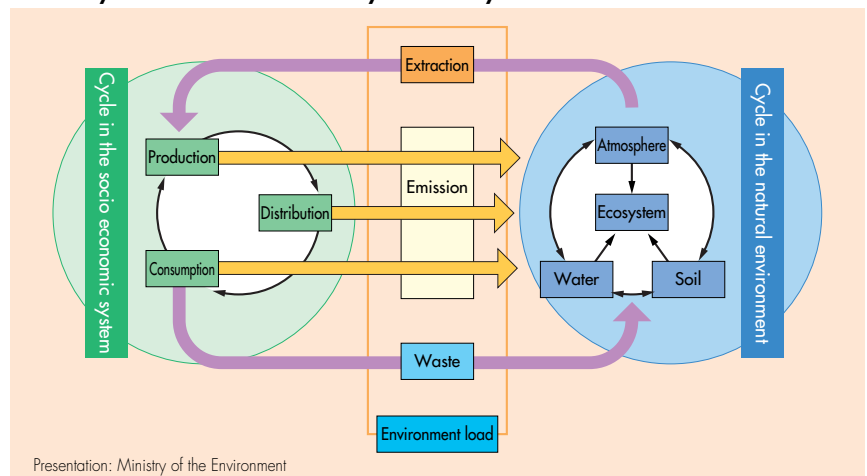 Extraction
Cycle in the socio economic system
Cycle in the natural environment
Production
Atmosphere
Emission
Distribution
Ecosystem
Consumption
Water
Soil
Waste
Environment load
Presentation: Ministry of the Environment